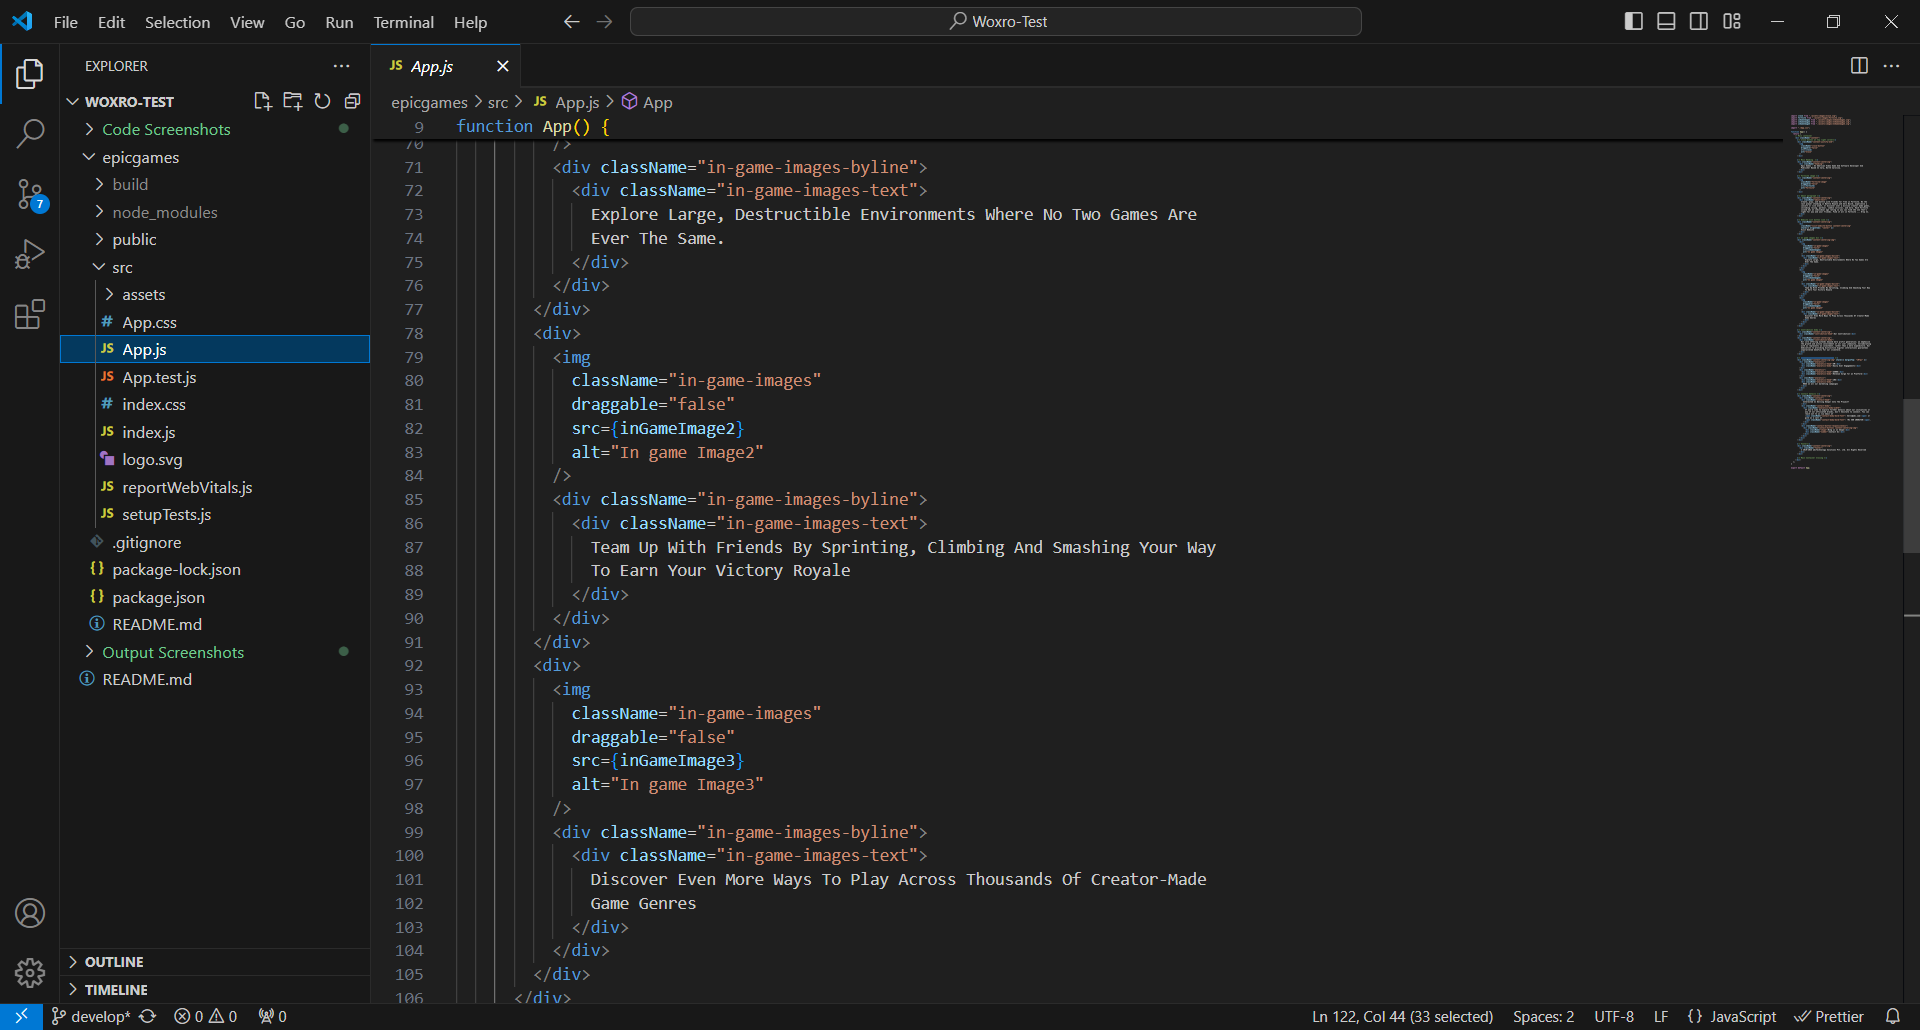 File Edit Selection View Go Run Terminal Help
Woxro-Test
EXPLORER
WOXRO-TEST
Code Screenshots
epicgames
build
node_modules
public
src
assets
# App.css
JS App.js
JS App.test.js
# index.css
JS index.js
logo.svg
JS reportWebVitals.js
JS setupTests.js
.gitignore
{} package-lock.json
{} package.json
README.md
Output Screenshots
README.md
OUTLINE
TIMELINE
JS App.js
epicgames > src > JS App.js > App
9 function App() {
70 />
71 <div className="in-game-images-byline">
72 <div className="in-game-images-text">
73 Explore Large, Destructible Environments Where No Two Games Are
74 Ever The Same.
75 </div>
76 </div>
77 </div>
78 <div>
79 <img
80 className="in-game-images"
81 draggable="false"
82 src={inGameImage2}
83 alt="In game Image2"
84 />
85 <div className="in-game-images-byline">
86 <div className="in-game-images-text">
87 Team Up With Friends By Sprinting, Climbing And Smashing Your Way
88 To Earn Your Victory Royale
89 </div>
90 </div>
91 </div>
92 <div>
93 <img
94 className="in-game-images"
95 draggable="false"
96 src={inGameImage3}
97 alt="In game Image3"
98 />
99 <div className="in-game-images-byline">
100 <div className="in-game-images-text">
101 Discover Even More Ways To Play Across Thousands Of Creator-Made
102 Game Genres
103 </div>
104 </div>
105 </div>
106 </div>
7
develop* 0 0 0
Ln 122, Col 44 (33 selected) Spaces: 2 UTF-8 LF {} JavaScript Prettier